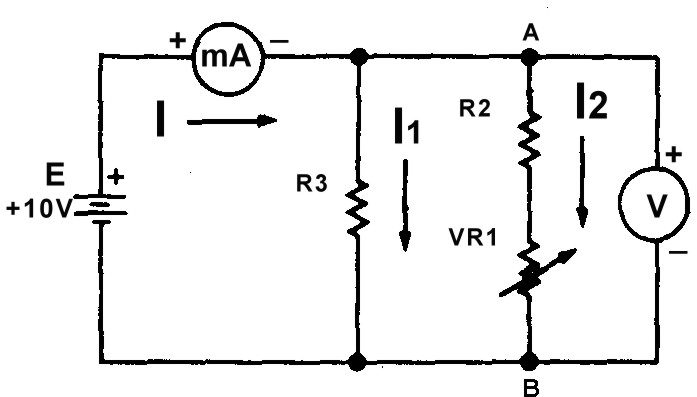 A
+ mA −
I
I1
R2
I2
E +
+10V
R3
+
V
−
VR1
B